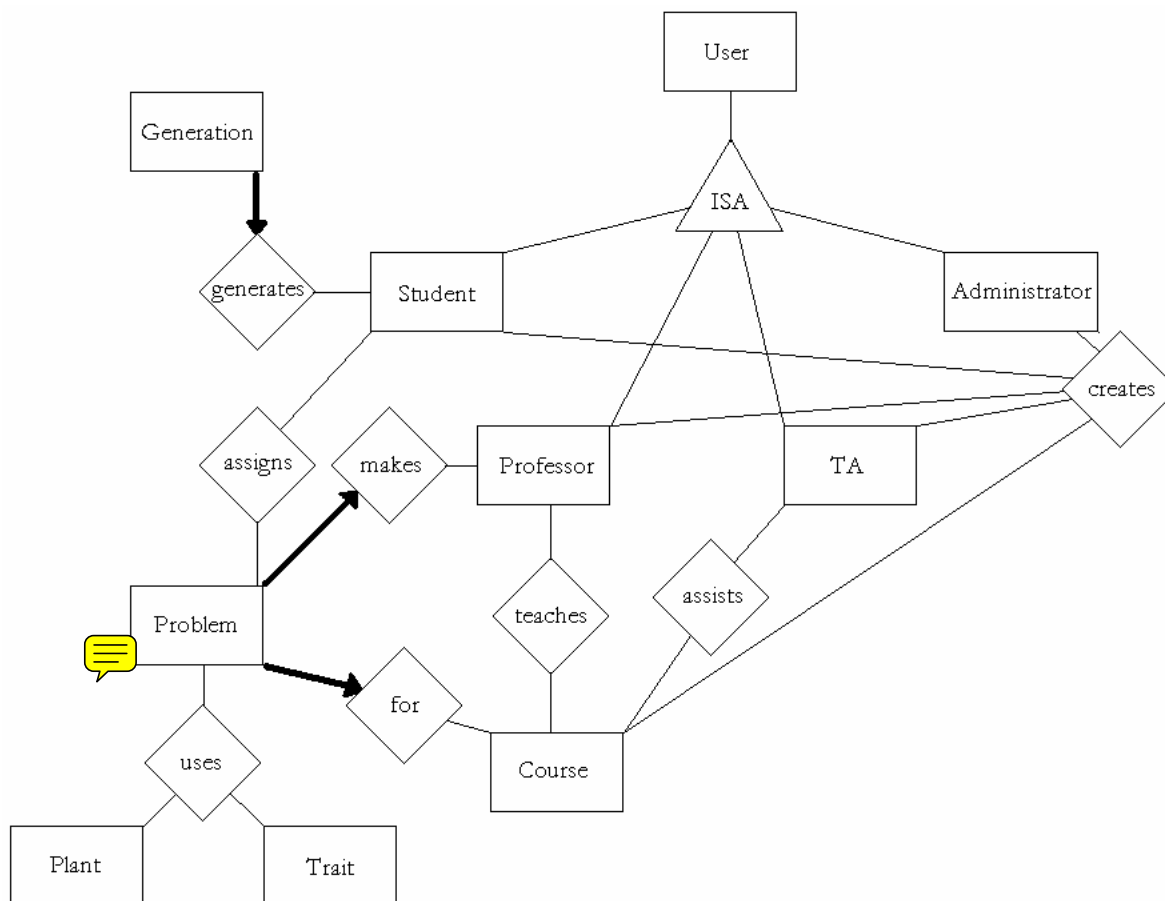 User
Generation
ISA
generates
Student
Administrator
creates
assigns
makes
Professor
TA
teaches
assists
Problem
for
uses
Course
Plant
Trait